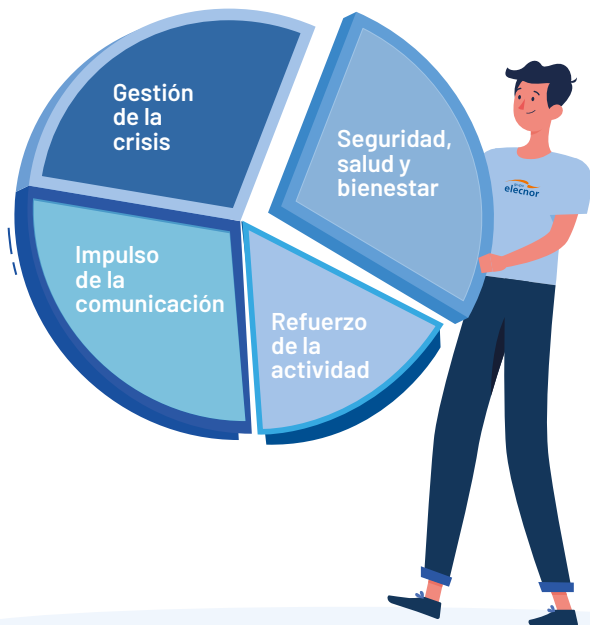 Gestión
de la
crisis
Seguridad,
salud y
bienestar
Impulso
de la
comunicación
Refuerzo
de la
actividad
elecnor